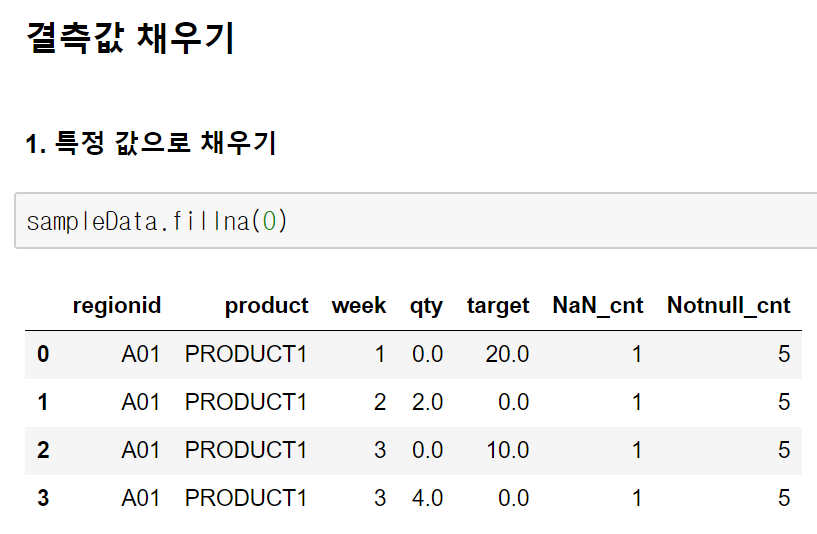 결측값 채우기
1. 특정 값으로 채우기
sampleData.fillna(0)
regionid product week qty target NaN_cnt Notnull_cnt
0 A01 PRODUCT1 1 0.0 20.0 1 5
1 A01 PRODUCT1 2 2.0 0.0 1 5
2 A01 PRODUCT1 3 0.0 10.0 1 5
3 A01 PRODUCT1 3 4.0 0.0 1 5